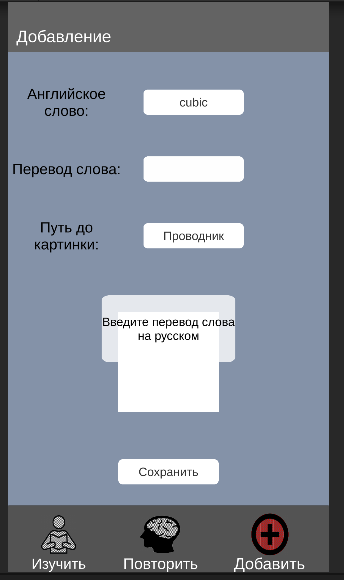 Добавление
Английское
слово:
cubic
Перевод слова:
Путь до
картинки:
Проводник
Введите перевод слова
на русском
Сохранить
Изучить
Повторить
Добавить